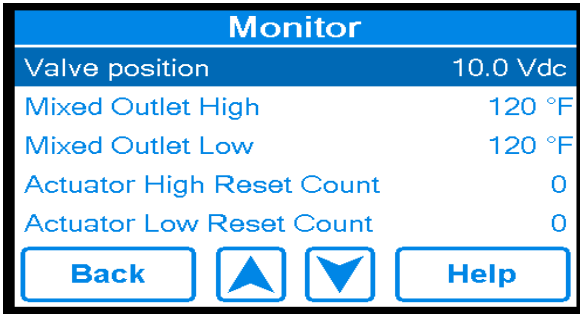 Monitor
Valve position 10.0 Vdc
Mixed Outlet High 120 °F
Mixed Outlet Low 120 °F
Actuator High Reset Count 0
Actuator Low Reset Count 0
Back Help